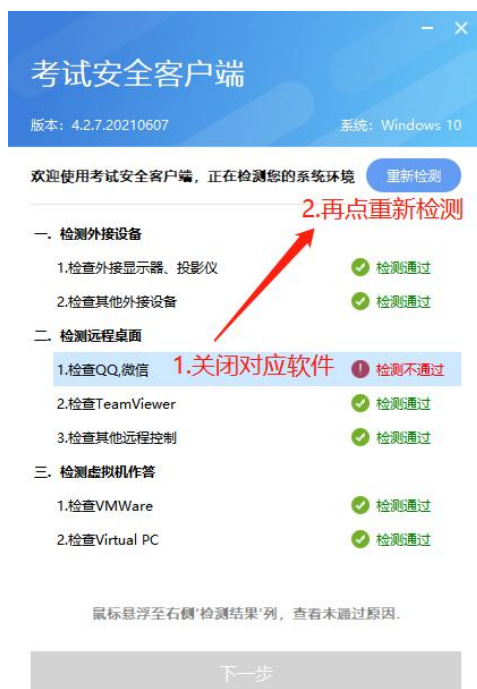 考试安全客户端
版本：4.2.7.20210607 系统：Windows 10
欢迎使用考试安全客户端，正在检测您的系统环境 重新检测
2.再点重新检测
一. 检测外接设备
1.检查外接显示器、投影仪 检测通过
2.检查其他外接设备 检测通过
二. 检测远程桌面
1.检查QQ,微信 1.关闭对应软件 检测不通过
2.检查TeamViewer 检测通过
3.检查其他远程控制 检测通过
三. 检测虚拟机作答
1.检查VMWare 检测通过
2.检查Virtual PC 检测通过
鼠标悬浮至右侧'检测结果'列，查看未通过原因.
下一步